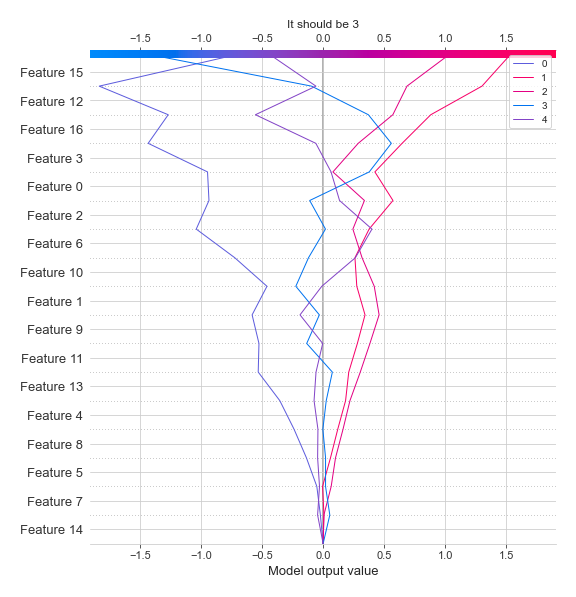 It should be 3
−1.5 −1.0 −0.5 0.0 0.5 1.0 1.5
0
1
2
3
4
Feature 15
Feature 12
Feature 16
Feature 3
Feature 0
Feature 2
Feature 6
Feature 10
Feature 1
Feature 9
Feature 11
Feature 13
Feature 4
Feature 8
Feature 5
Feature 7
Feature 14
−1.5 −1.0 −0.5 0.0 0.5 1.0 1.5
Model output value